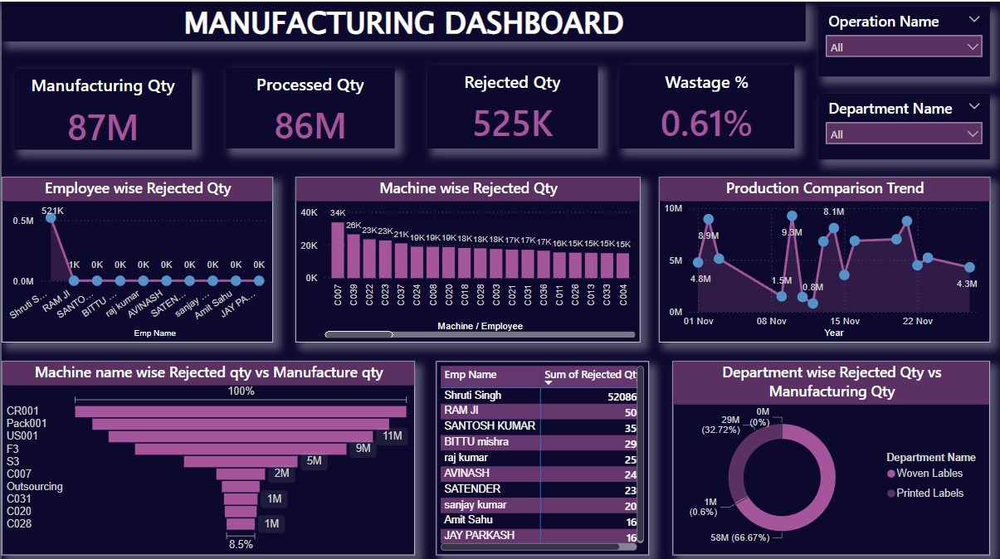 MANUFACTURING DASHBOARD
Operation Name
All
Department Name
All
Manufacturing Qty
87M
Processed Qty
86M
Rejected Qty
525K
Wastage %
0.61%
Employee wise Rejected Qty
0.5M
0.0M
521K
1K 0K 0K 0K 0K 0K 0K 0K 0K
Shruti S... RAM JI SANTO... BITTU ... raj kumar AVINASH SATEN... sanjay ... Amit Sahu JAY PA...
Emp Name
Machine wise Rejected Qty
40K
20K
0K
34K 26K 23K 23K 21K 19K 19K 19K 18K 18K 18K 17K 17K 17K 16K 15K 15K 15K 15K
C007 C039 C022 C023 C037 C024 C008 C020 C018 C028 C003 C021 C031 C036 C011 C026 C013 C033 C004
Machine / Employee
Production Comparison Trend
10M
5M
0M
4.8M
8.9M
1.5M
9.3M
0.8M
8.1M
4.3M
01 Nov 08 Nov 15 Nov 22 Nov
Year
Machine name wise Rejected qty vs Manufacture qty
100%
CR001
Pack001
US001 11M
F3 9M
S3 5M
C007 2M
Outsourcing
C031 1M
C020
C028 1M
8.5%
Emp Name Sum of Rejected Qt
Shruti Singh 52086
RAM JI 50
SANTOSH KUMAR 35
BITTU mishra 29
raj kumar 25
AVINASH 24
SATENDER 23
sanjay kumar 20
Amit Sahu 16
JAY PARKASH 16
Department wise Rejected Qty vs
Manufacturing Qty
0M
(0%)
29M
(32.72%)
1M
(0.6%)
58M (66.67%)
Department Name
Woven Lables
Printed Labels